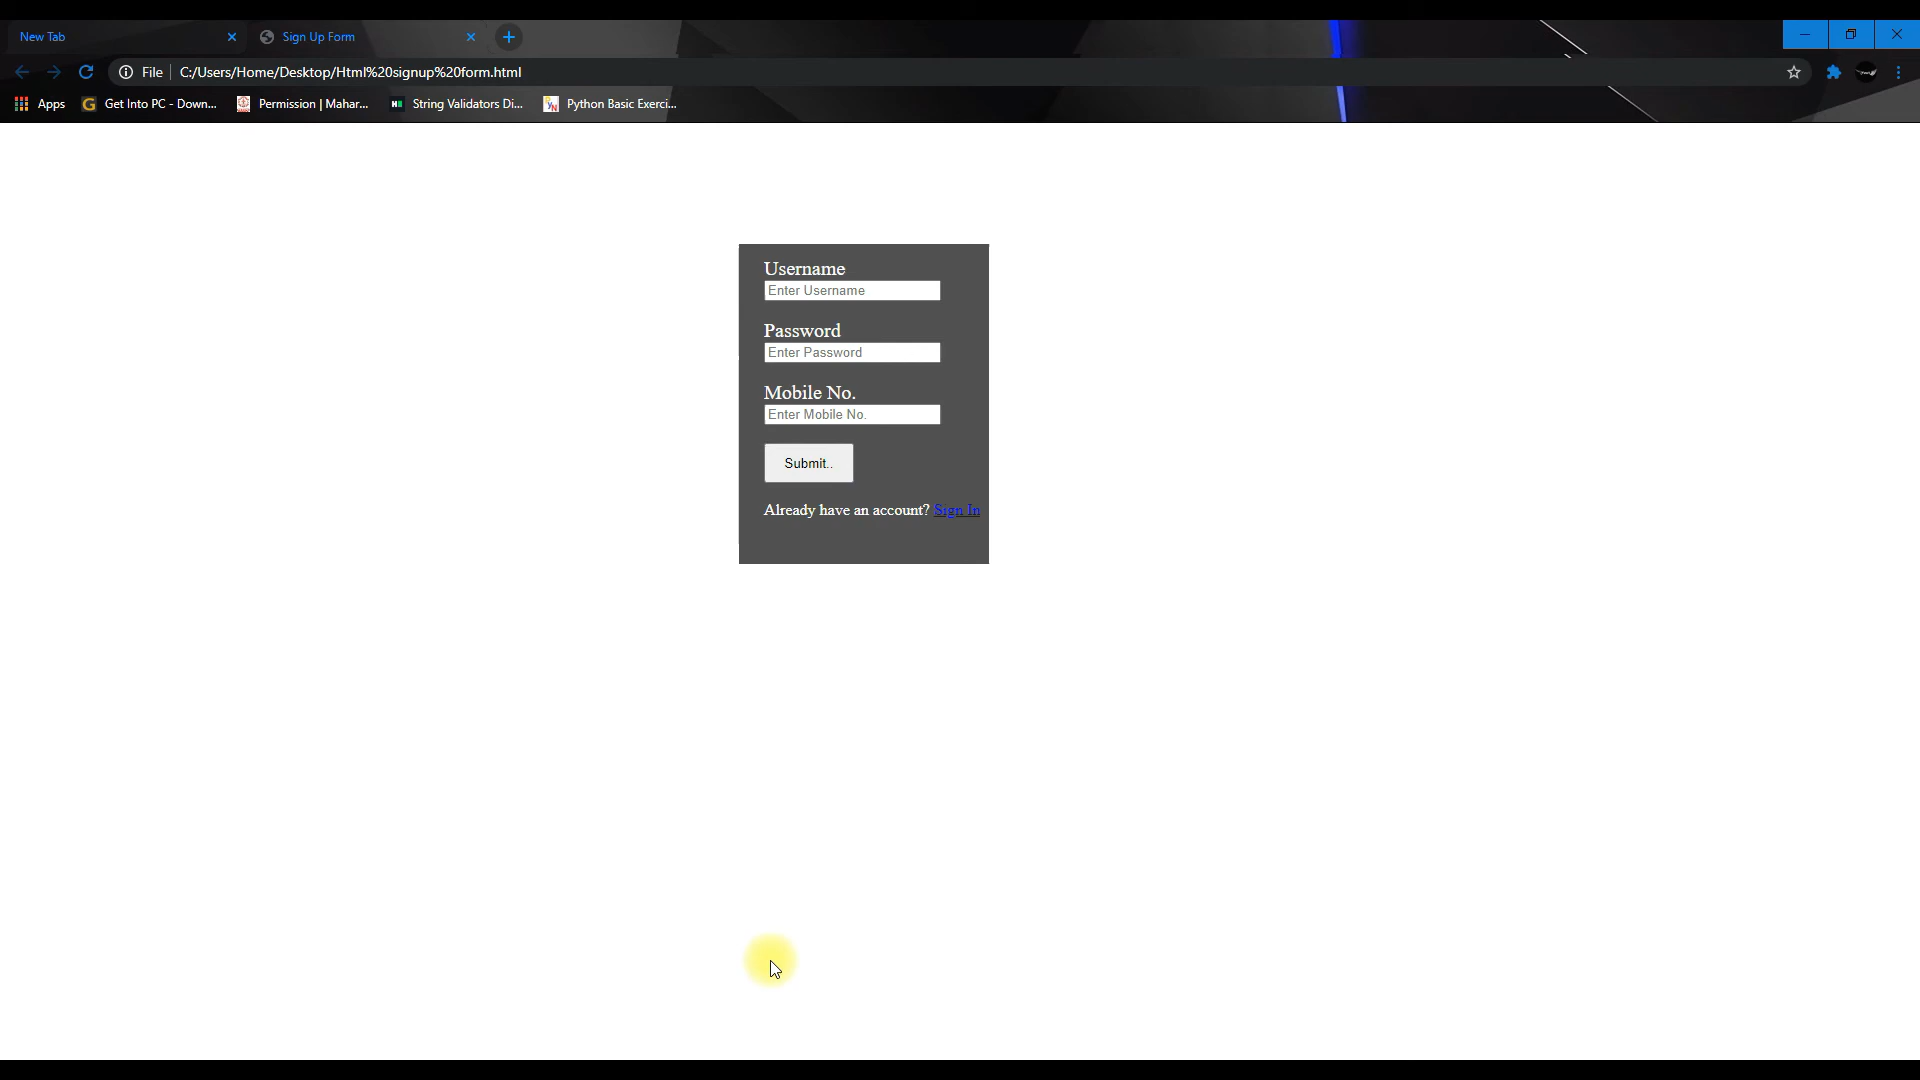 New Tab
Sign Up Form
File
C:/Users/Home/Desktop/Html%20signup%20form.html
Apps
Get Into PC - Down...
Permission | Mahar...
String Validators Di...
Python Basic Exerci...
Username
Enter Username
Password
Enter Password
Mobile No.
Enter Mobile No.
Submit..
Already have an account? Sign In